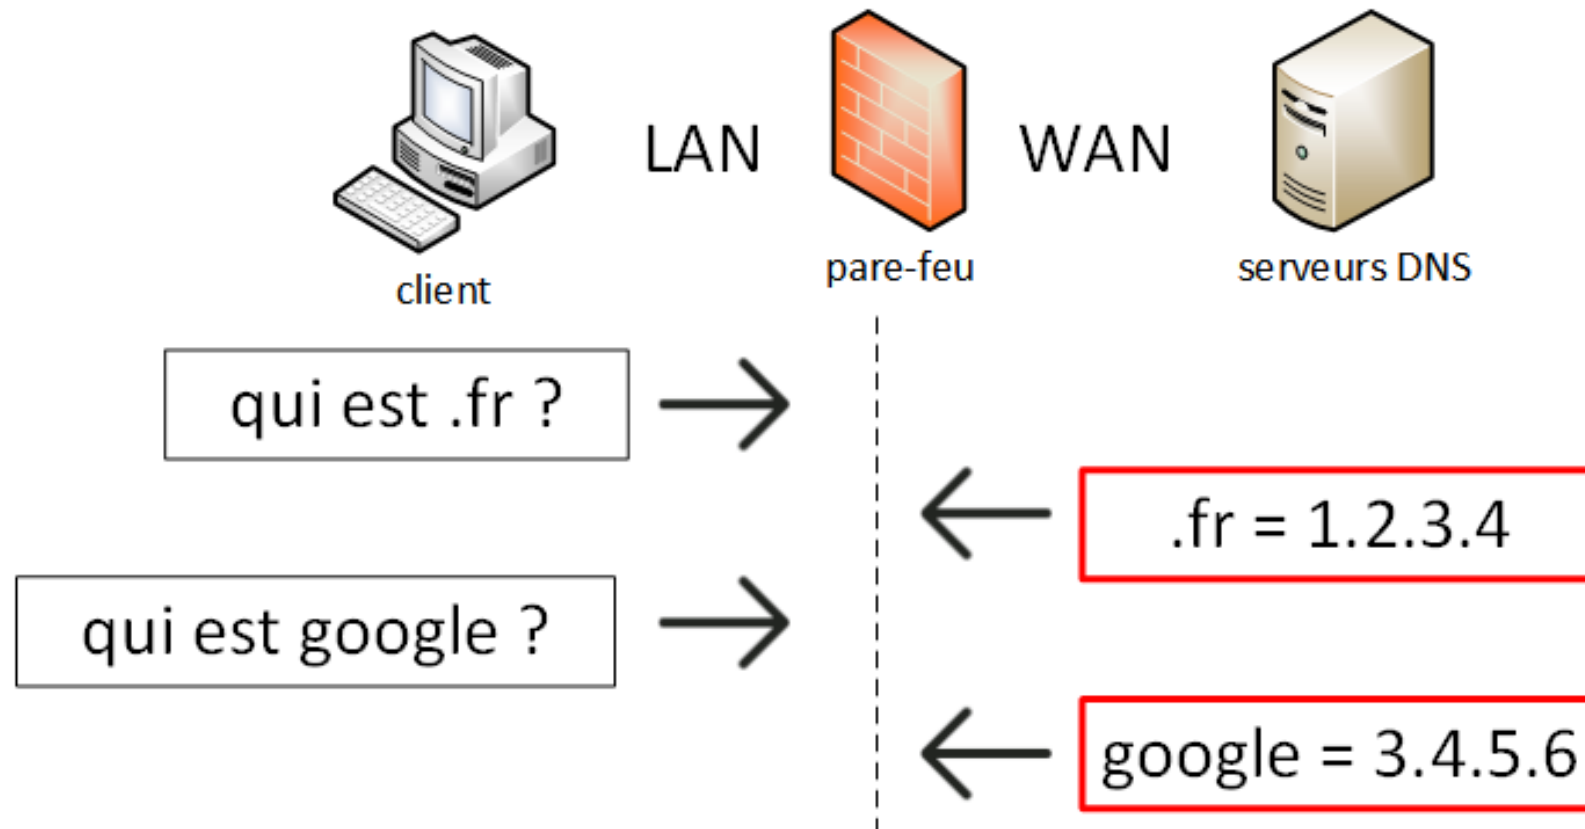 LAN
WAN
client
pare-feu
serveurs DNS
qui est .fr ?
.fr = 1.2.3.4
qui est google ?
google = 3.4.5.6